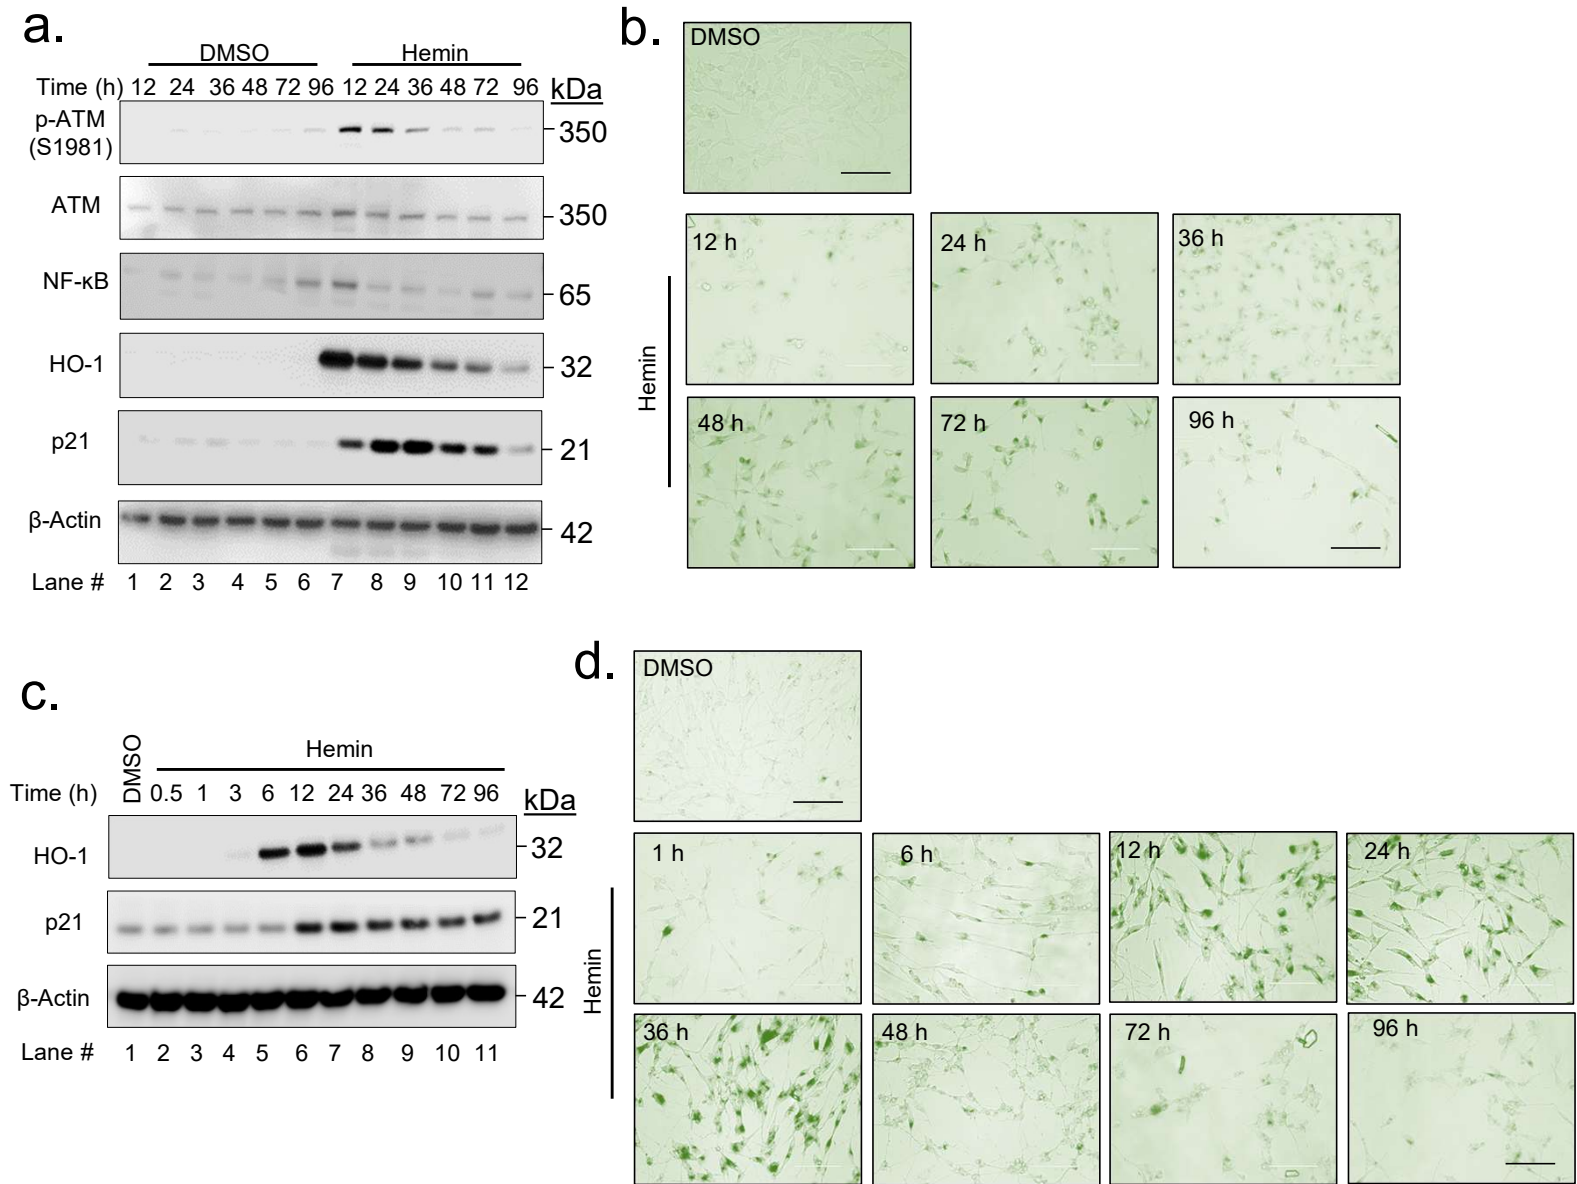 a.
DMSO Hemin
Time (h) 12 24 36 48 72 96 12 24 36 48 72 96 kDa
p-ATM
(S1981)
350
ATM
350
NF-κB
65
HO-1
32
p21
21
β-Actin
42
Lane # 1 2 3 4 5 6 7 8 9 10 11 12
b.
DMSO
Hemin
12 h
24 h
36 h
48 h
72 h
96 h
c.
DMSO
Hemin
Time (h) 0.5 1 3 6 12 24 36 48 72 96 kDa
HO-1
32
p21
21
β-Actin
42
Lane # 1 2 3 4 5 6 7 8 9 10 11
d.
DMSO
Hemin
1 h
6 h
12 h
24 h
36 h
48 h
72 h
96 h